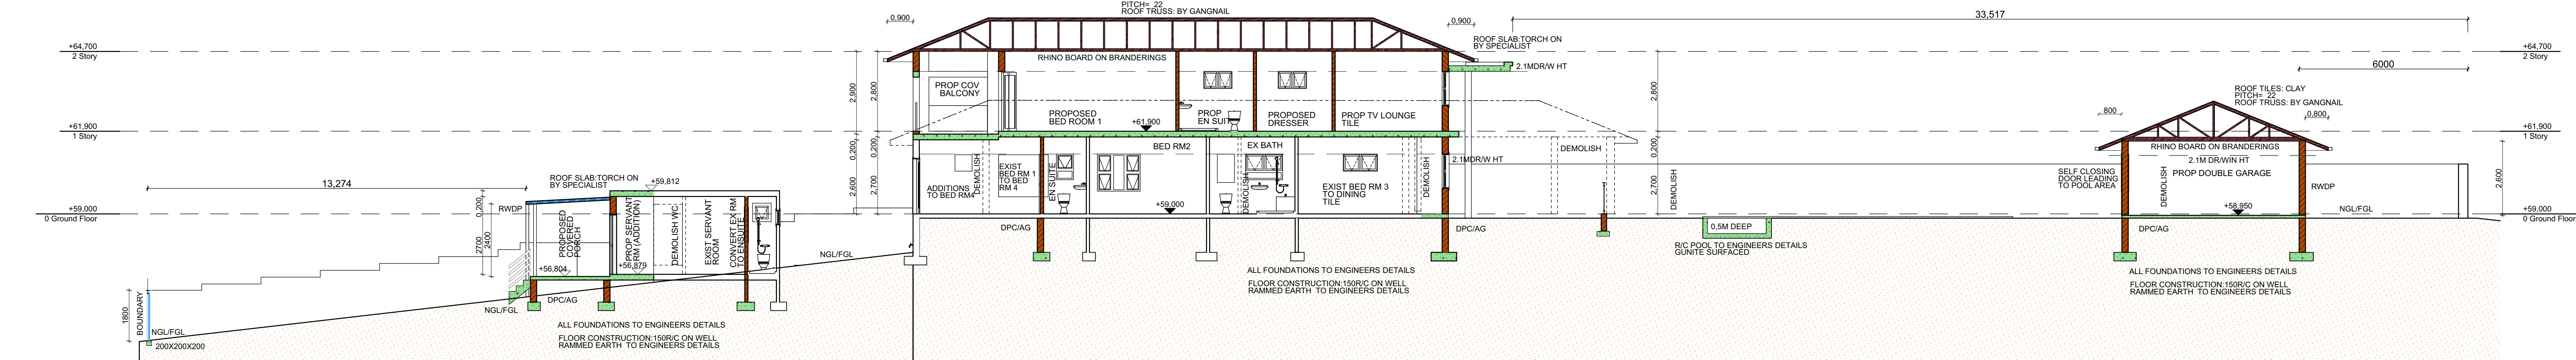 PITCH= 22
ROOF TRUSS: BY GANGNAIL
0,900
0,900
33,517
+64,700
2 Story
ROOF SLAB:TORCH ON
BY SPECIALIST
+64,700
2 Story
RHINO BOARD ON BRANDERINGS
2.1MDR/W HT
6000
PROP COV
BALCONY
2,900
2,800
2,800
ROOF TILES: CLAY
PITCH= 22
ROOF TRUSS: BY GANGNAIL
800
0,800
PROPOSED
BED ROOM 1
+61,900
PROP
EN SUIT
PROPOSED
DRESSER
PROP TV LOUNGE
TILE
+61,900
1 Story
+61,900
1 Story
0,200
0,200
0,200
BED RM2
EX BATH
DEMOLISH
RHINO BOARD ON BRANDERINGS
2.1MDR/W HT
2.1M DR/WIN HT
PROP DOUBLE GARAGE
SELF CLOSING
DOOR LEADING
TO POOL AREA
DEMOLISH
RWDP
2,600
EXIST
BED RM 1
TO BED
RM 4
DEMOLISH
EN SUITE
DEMOLISH
EXIST BED RM 3
TO DINING
TILE
DEMOLISH
DEMOLISH
ADDITIONS
TO BED RM4
2,600
2,700
2,700
ROOF SLAB:TORCH ON
BY SPECIALIST
+59,812
13,274
+59,000
0 Ground Floor
+59,000
+58,950
NGL/FGL
+59,000
0 Ground Floor
RWDP
0,200
2700
2400
PROPOSED
COVERED
PORCH
PROP SERVANT
RM (ADDITION)
DEMOLISH WC
EXIST SERVANT
ROOM
CONVERT EX RM
TO ENSUITE
DPC/AG
DPC/AG
0,5M DEEP
DPC/AG
R/C POOL TO ENGINEERS DETAILS
GUNITE SURFACED
NGL/FGL
+56,804
+56,879
ALL FOUNDATIONS TO ENGINEERS DETAILS
FLOOR CONSTRUCTION:150R/C ON WELL
RAMMED EARTH TO ENGINEERS DETAILS
ALL FOUNDATIONS TO ENGINEERS DETAILS
FLOOR CONSTRUCTION:150R/C ON WELL
RAMMED EARTH TO ENGINEERS DETAILS
DPC/AG
NGL/FGL
1800
BOUNDARY
NGL/FGL
200X200X200
ALL FOUNDATIONS TO ENGINEERS DETAILS
FLOOR CONSTRUCTION:150R/C ON WELL
RAMMED EARTH TO ENGINEERS DETAILS